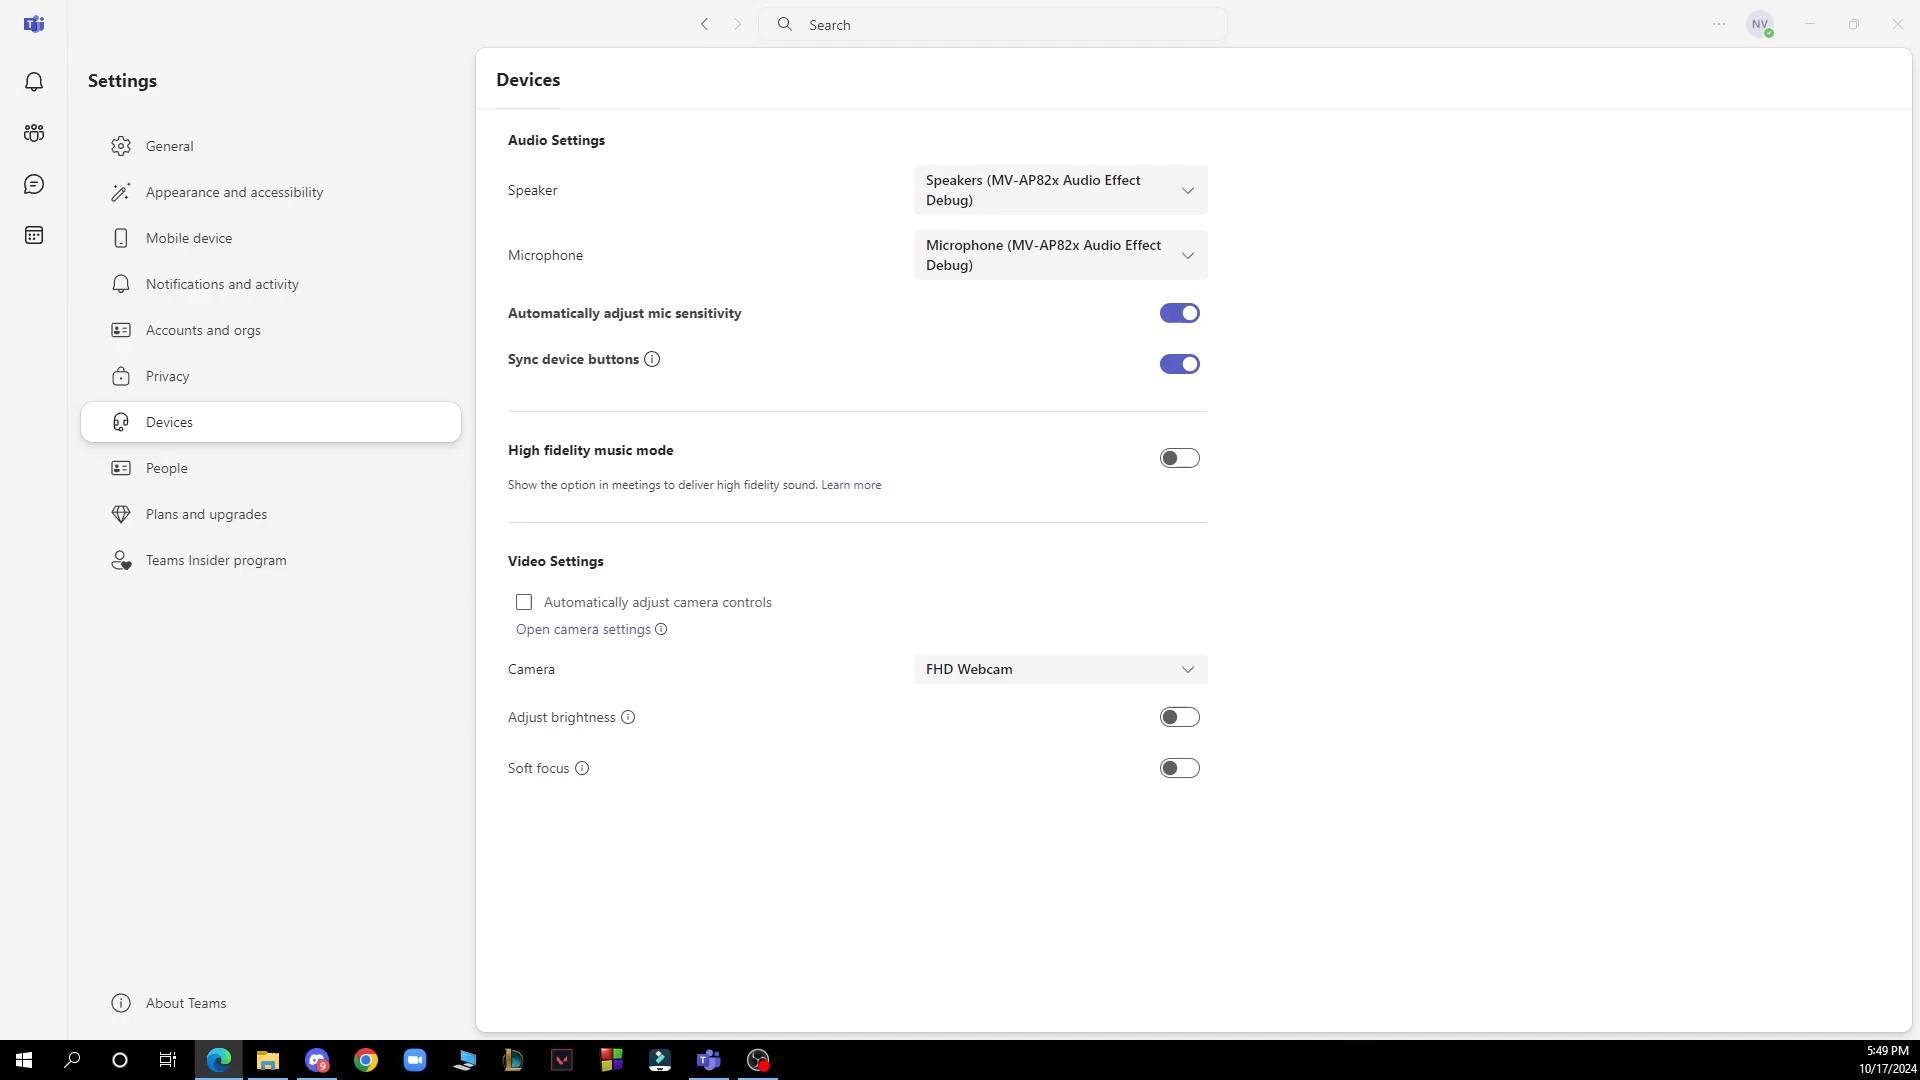 Search
NV
Settings
General
Appearance and accessibility
Mobile device
Notifications and activity
Accounts and orgs
Privacy
Devices
People
Plans and upgrades
Teams Insider program
About Teams
Devices
Audio Settings
Speaker
Speakers (MV-AP82x Audio Effect
Debug)
Microphone
Microphone (MV-AP82x Audio Effect
Debug)
Automatically adjust mic sensitivity
Sync device buttons
High fidelity music mode
Show the option in meetings to deliver high fidelity sound. Learn more
Video Settings
Automatically adjust camera controls
Open camera settings
Camera
FHD Webcam
Adjust brightness
Soft focus
9
5:49 PM
10/17/2024